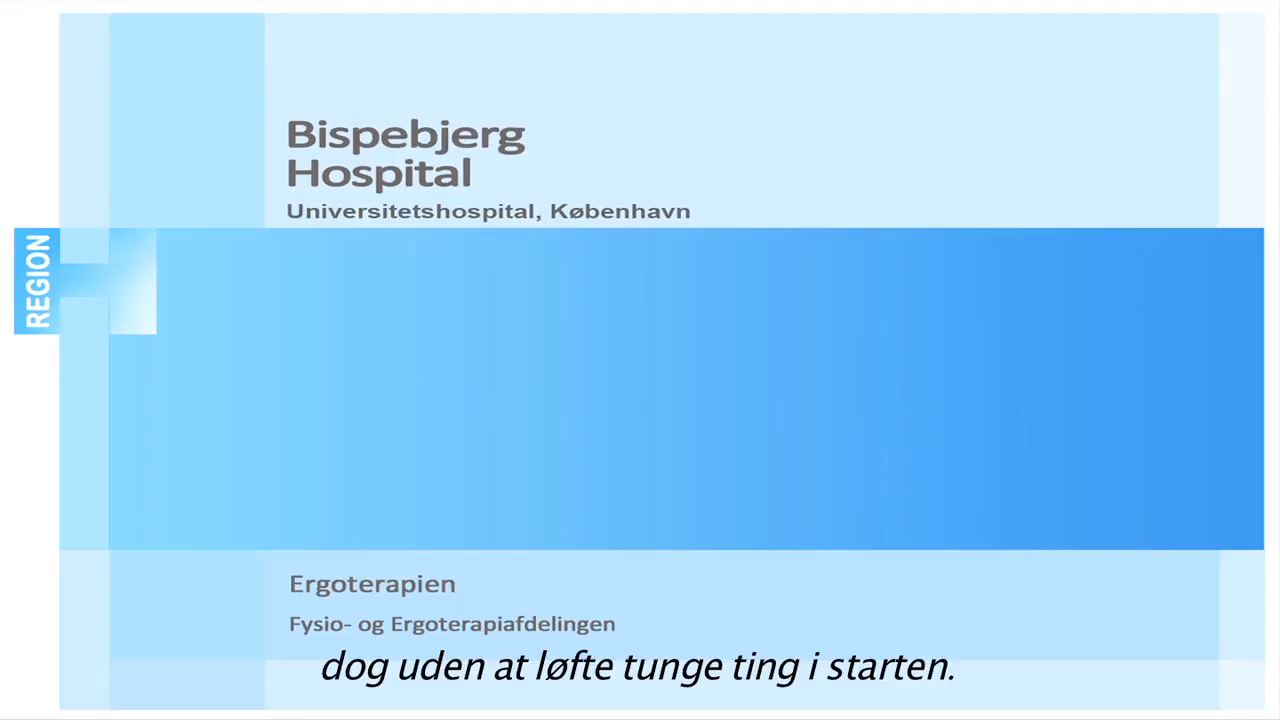 Bispebjerg
Hospital
Universitetshospital, København
REGION
Ergoterapien
Fysio- og Ergoterapiafdelingen
dog uden at løfte tunge ting i starten.